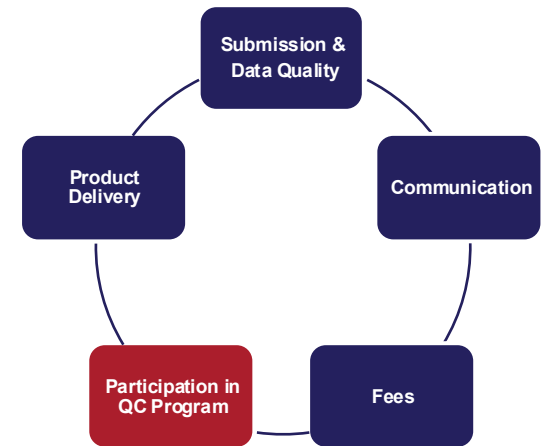 Submission &
Data Quality
Product
Delivery
Communication
Participation in
QC Program
Fees